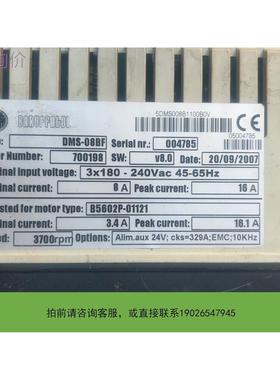 询价
5DMS008B1100B0V
05004785
DMS-08BF
Serial nr.:
004785
r Number
700198
SW:
v8.0
Date:
20/09/2007
inal input voltage:
3x180 - 240Vac 45-65Hz
inal current:
8 A
Peak current:
16 A
sted for motor type:
B5602P-01121
inal current:
3.4 A
Peak current:
16.1 A
ed:
3700rpm
Specifications:
Alim.aux 24V; cks=329A;EMC;10KHz
拍前请咨询客服，或直接联系19026547945